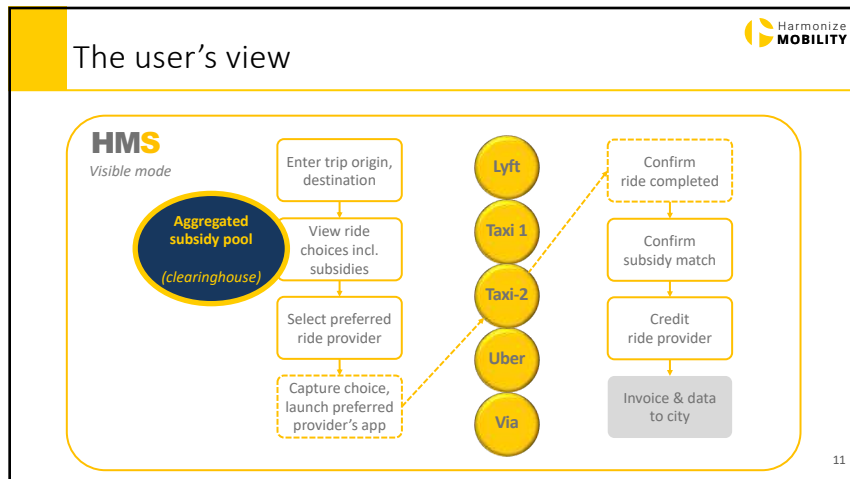 The user's view
Harmonize
MOBILITY
HMS
Visible mode
Aggregated
subsidy pool
(clearinghouse)
Enter trip origin,
destination
View ride
choices incl.
subsidies
Select preferred
ride provider
Capture choice,
launch preferred
provider's app
Lyft
Taxi 1
Taxi-2
Uber
Via
Confirm
ride completed
Confirm
subsidy match
Credit
ride provider
Invoice & data
to city
11